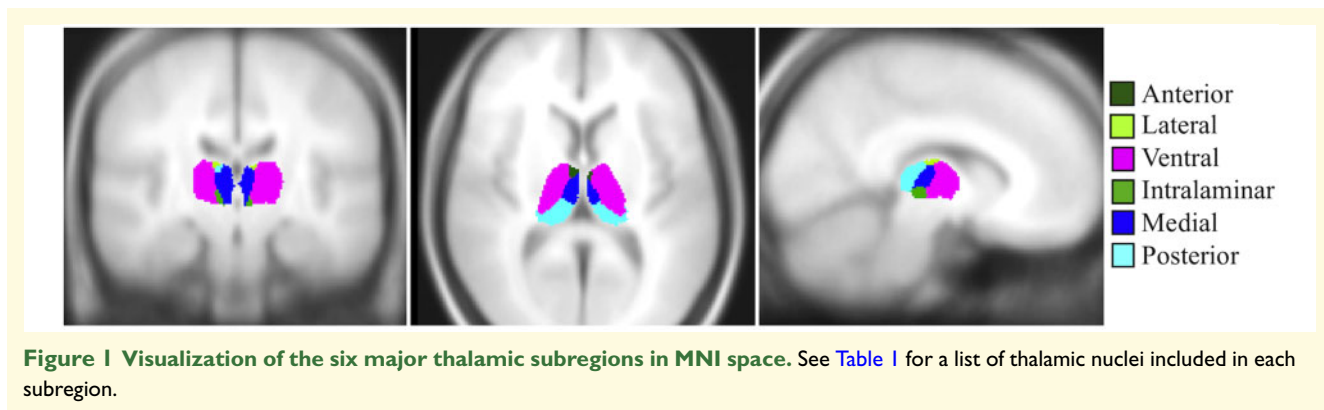 Anterior
Lateral
Ventral
Intralaminar
Medial
Posterior
Figure 1 Visualization of the six major thalamic subregions in MNI space. See Table 1 for a list of thalamic nuclei included in each
subregion.